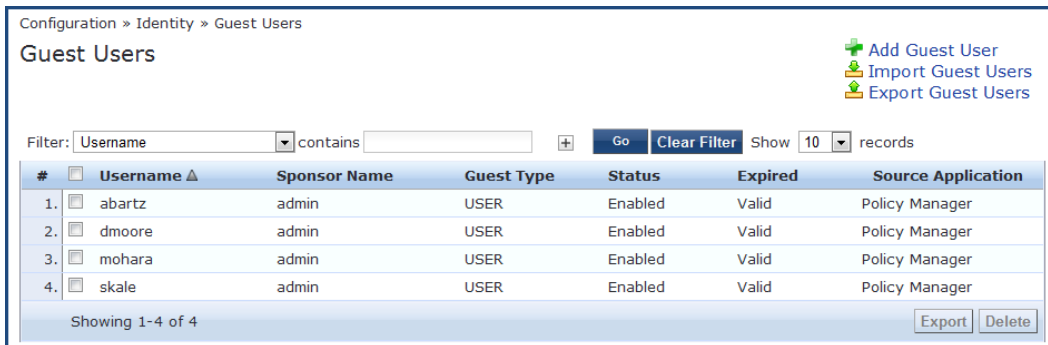 Configuration » Identity » Guest Users
Guest Users
Add Guest User
Import Guest Users
Export Guest Users
Filter: Username contains Go Clear Filter Show 10 records
# Username Sponsor Name Guest Type Status Expired Source Application
1. abartz admin USER Enabled Valid Policy Manager
2. dmoore admin USER Enabled Valid Policy Manager
3. mohara admin USER Enabled Valid Policy Manager
4. skale admin USER Enabled Valid Policy Manager
Showing 1-4 of 4 Export Delete